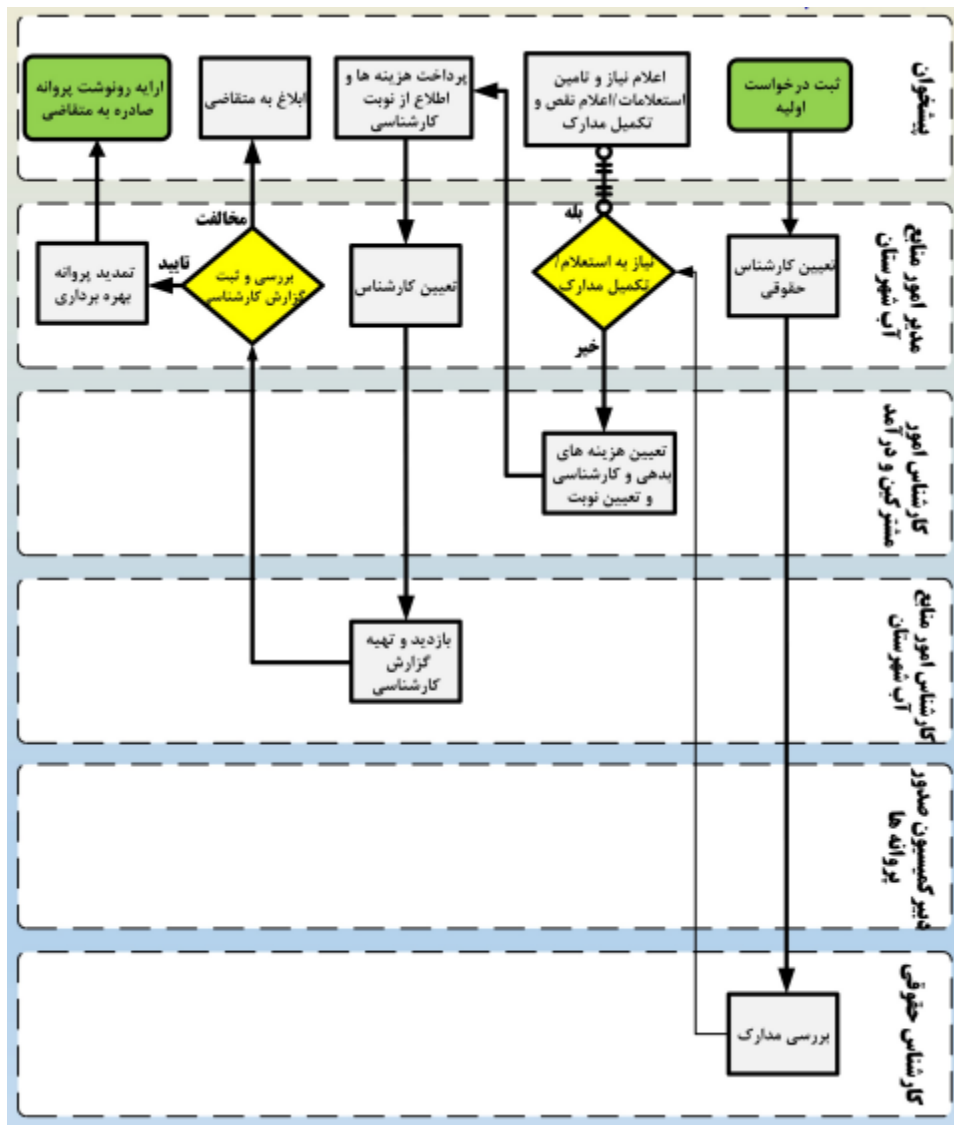 پیشخوان
ثبت درخواست
اولیه
اعلام نیاز و تامین
استعلامات/اعلام نقص و
تکمیل مدارک
پرداخت هزینه ها و
اطلاع از نوبت
کارشناسی
ابلاغ به متقاضی
ارایه رونوشت پروانه
صادره به متقاضی
مدیر امور منابع
آب شهرستان
تعیین کارشناس
حقوقی
بله
نیاز به استعلام/
تکمیل مدارک
خیر
تعیین کارشناس
مخالفت
بررسی و ثبت
گزارش کارشناسی
تایید
تمدید پروانه
بهره برداری
کارشناس امور
مشترکین و درآمد
تعیین هزینه های
بدهی و کارشناسی
و تعیین نوبت
کارشناس امور منابع
آب شهرستان
بازدید و تهیه
گزارش
کارشناسی
دبیر کمیسیون صدور
پروانه ها
کارشناس حقوقی
بررسی مدارک